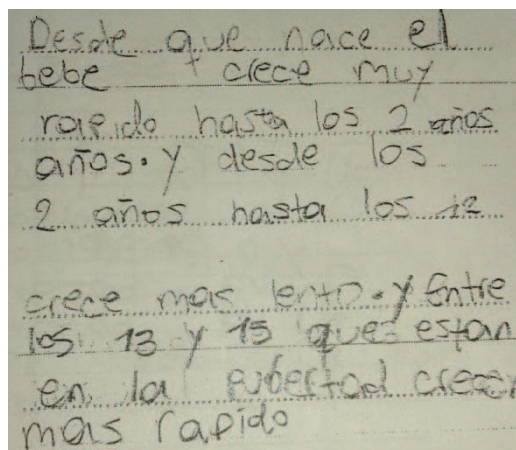 Desde que nace el
bebe crece muy
rapido hasta los 2 años
años. y desde los
2 años hasta los 12
crece mas lento. y Entre
los 13 y 15 que estan
en la pubertad crecen
mas rapido